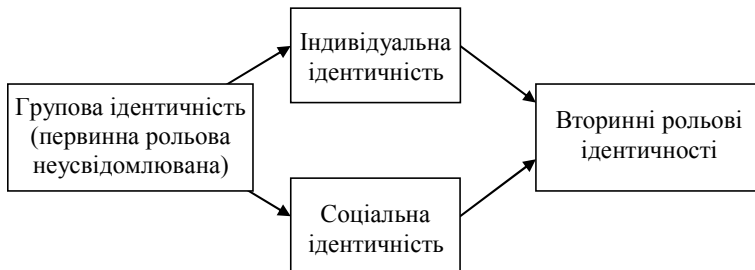 Групова ідентичність
(первинна рольова
неусвідомлювана)
Індивідуальна
ідентичність
Соціальна
ідентичність
Вторинні рольові
ідентичності